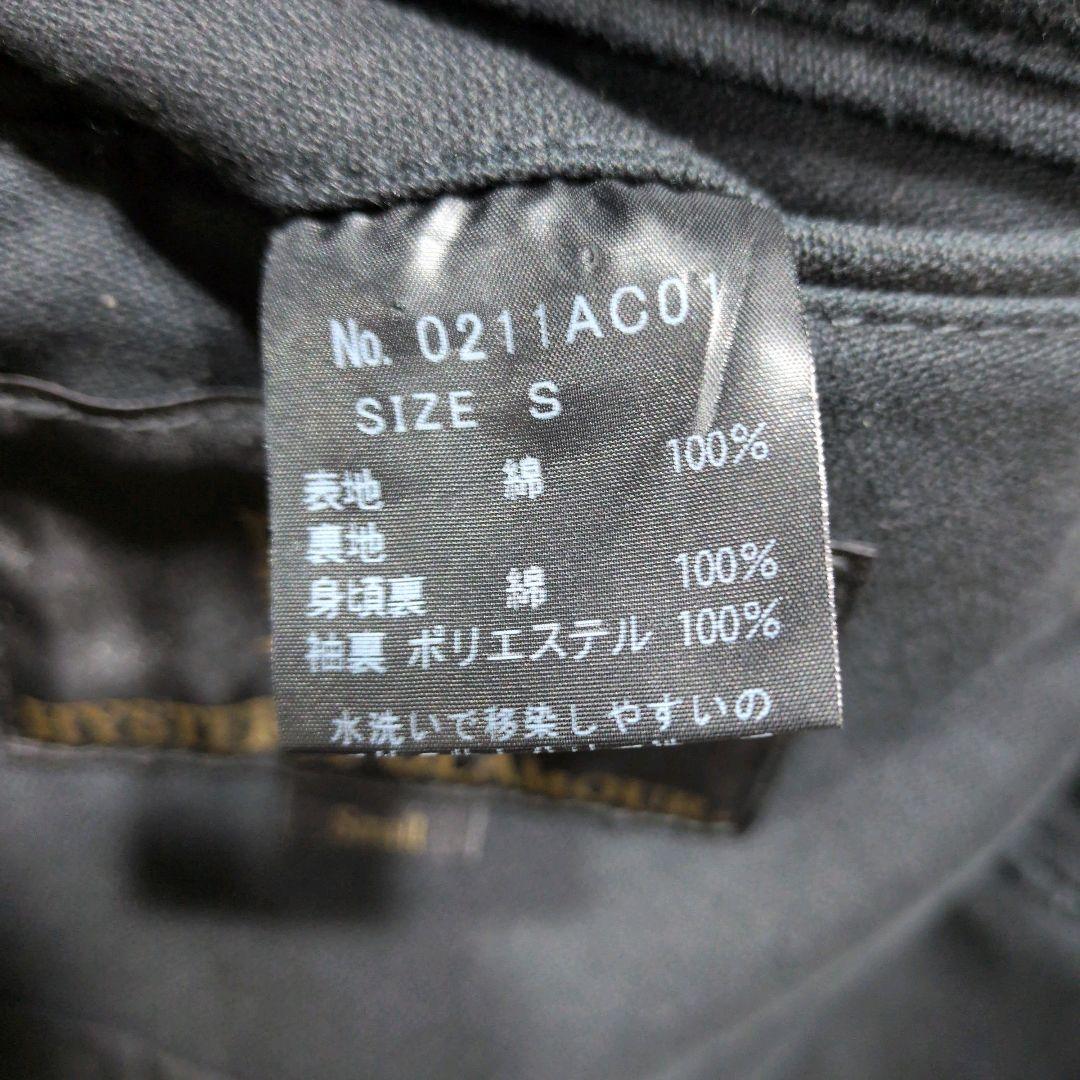 No. 0211AC01
SIZE S
表地 綿 100%
裏地
身頃裏 綿 100%
袖裏 ポリエステル 100%
水洗いで移染しやすいの
Small